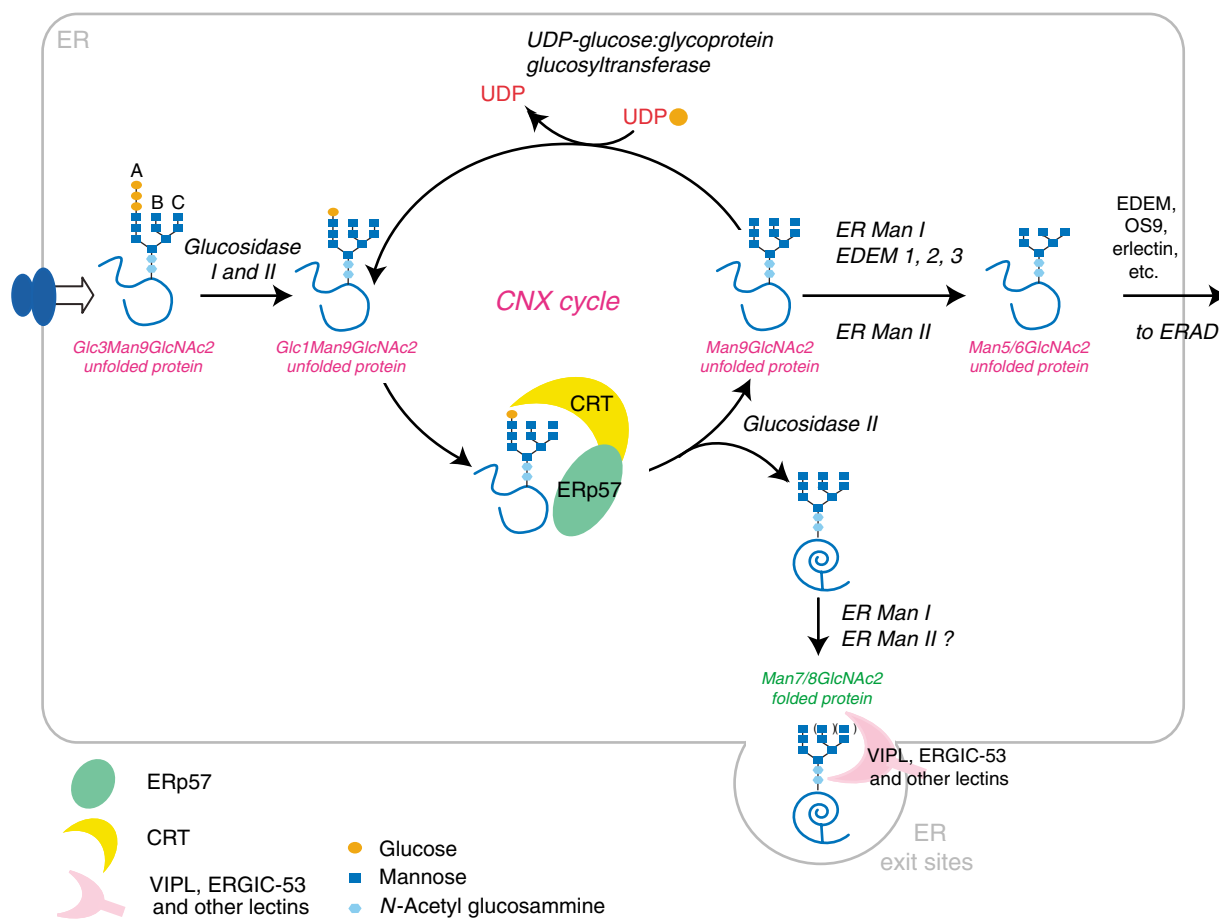 ER
UDP-glucose:glycoprotein
glucosyltransferase
UDP
UDP
A
B C
Glucosidase
I and II
CNX cycle
ER Man I
EDEM 1, 2, 3
ER Man II
EDEM,
OS9,
erlectin,
etc.
to ERAD
Glc3Man9GlcNAc2
unfolded protein
Glc1Man9GlcNAc2
unfolded protein
Man9GlcNAc2
unfolded protein
Man5/6GlcNAc2
unfolded protein
CRT
ERp57
Glucosidase II
ER Man I
ER Man II ?
Man7/8GlcNAc2
folded protein
( )( )
VIPL, ERGIC-53
and other lectins
ER
exit sites
ERp57
CRT
VIPL, ERGIC-53
and other lectins
Glucose
Mannose
N-Acetyl glucosammine